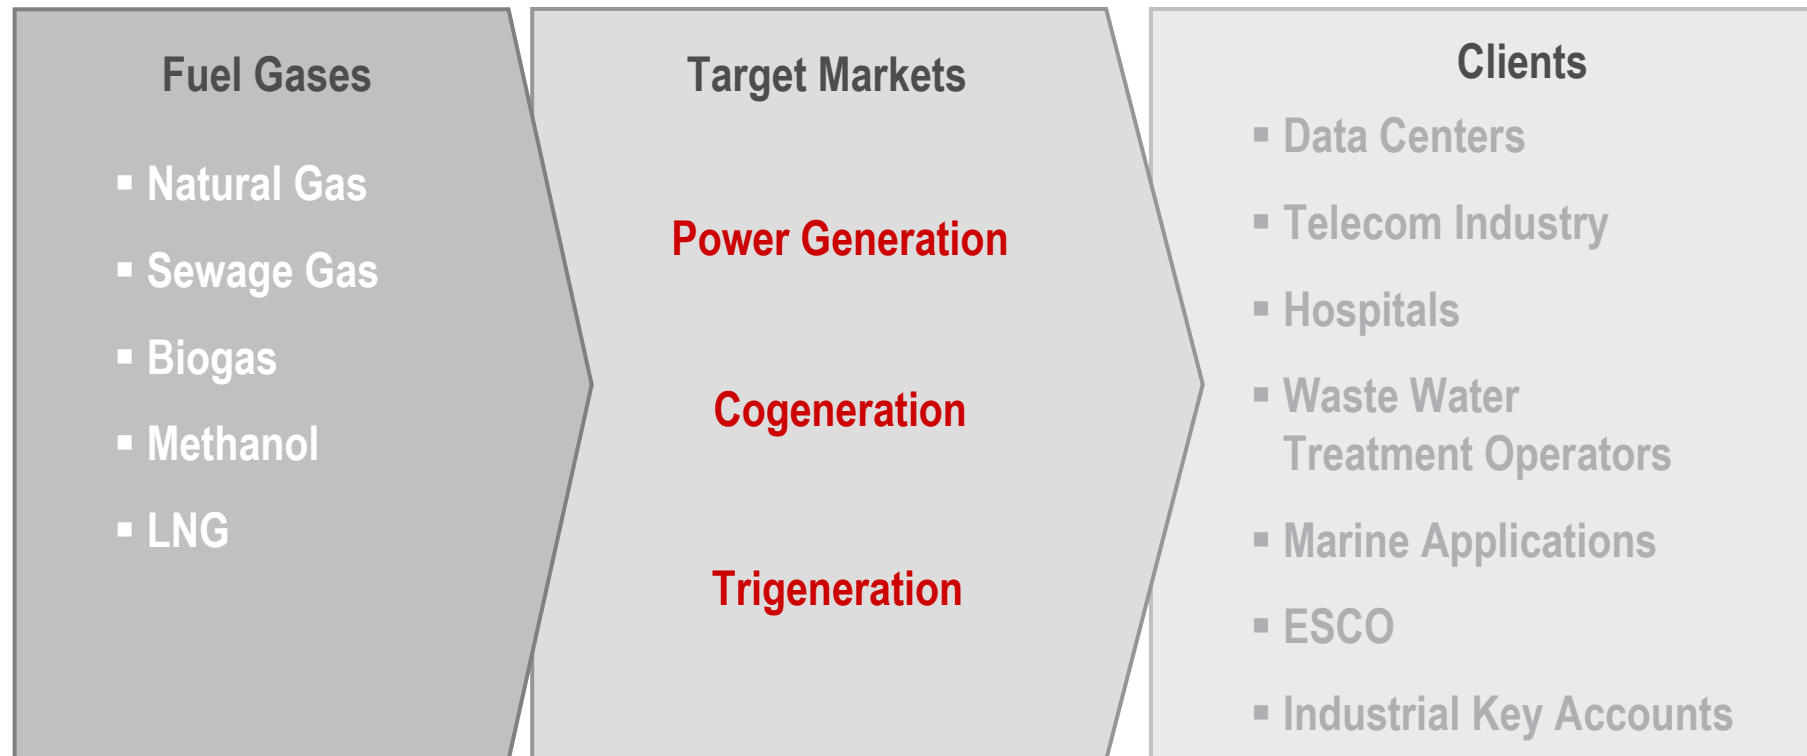 Fuel Gases
▪ Natural Gas
▪ Sewage Gas
▪ Biogas
▪ Methanol
▪ LNG
Target Markets
Power Generation
Cogeneration
Trigeneration
Clients
▪ Data Centers
▪ Telecom Industry
▪ Hospitals
▪ Waste Water
Treatment Operators
▪ Marine Applications
▪ ESCO
▪ Industrial Key Accounts